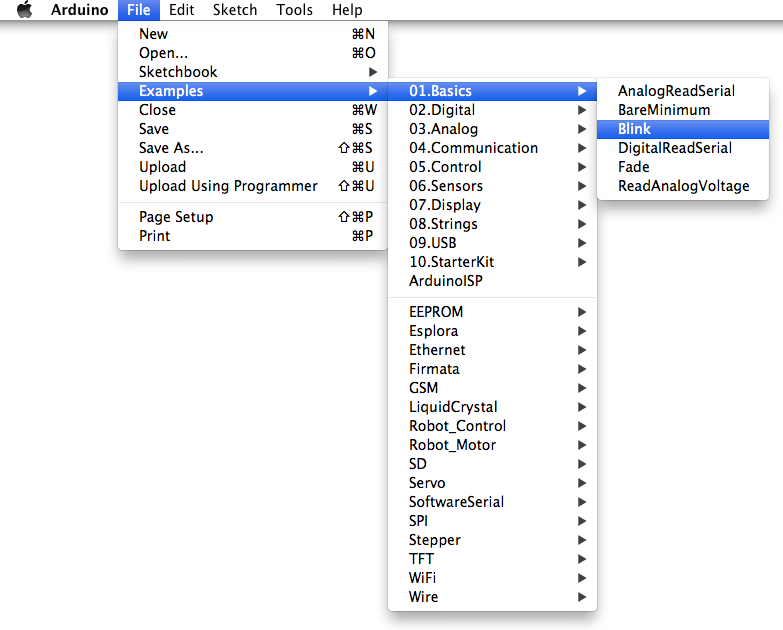 Arduino File Edit Sketch Tools Help
New ⌘N
Open... ⌘O
Sketchbook
Examples
Close ⌘W
Save ⌘S
Save As... ⇧⌘S
Upload ⌘U
Upload Using Programmer ⇧⌘U
Page Setup ⇧⌘P
Print ⌘P
01.Basics
02.Digital
03.Analog
04.Communication
05.Control
06.Sensors
07.Display
08.Strings
09.USB
10.StarterKit
ArduinoISP
EEPROM
Esplora
Ethernet
Firmata
GSM
LiquidCrystal
Robot_Control
Robot_Motor
SD
Servo
SoftwareSerial
SPI
Stepper
TFT
WiFi
Wire
AnalogReadSerial
BareMinimum
Blink
DigitalReadSerial
Fade
ReadAnalogVoltage